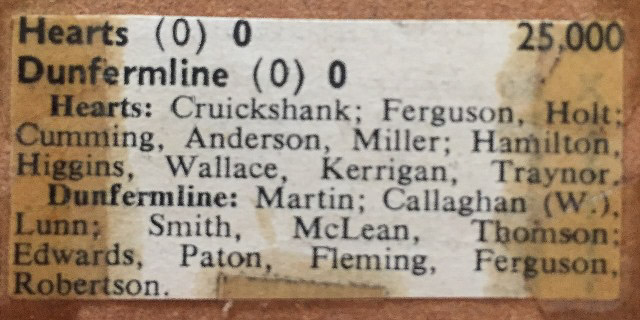 Hearts (0) 0 25,000
Dunfermline (0) 0
Hearts: Cruickshank; Ferguson, Holt;
Cumming, Anderson, Miller; Hamilton,
Higgins, Wallace, Kerrigan, Traynor.
Dunfermline: Martin; Callaghan (W.),
Lunn; Smith, McLean, Thomson;
Edwards, Paton, Fleming, Ferguson,
Robertson.